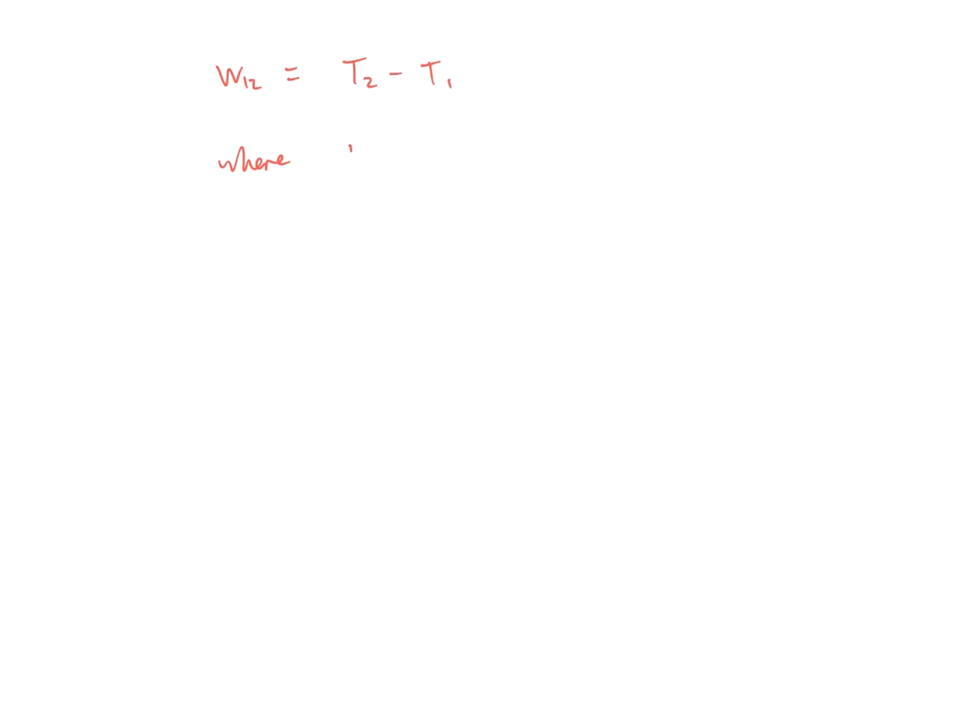 W₁₂ = T₂ - T₁
where